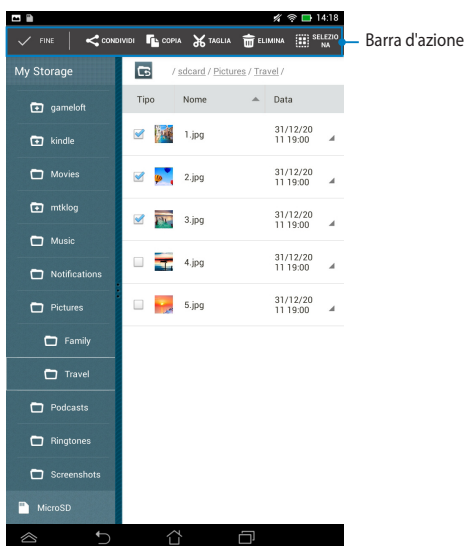 14:18
FINE CONDIVIDI COPIA TAGLIA ELIMINA SELEZIO
NA
Barra d'azione
My Storage
/ sdcard / Pictures / Travel /
Tipo Nome Data
gameloft
kindle
Movies
mtklog
Music
Notifications
Pictures
Family
Travel
Podcasts
Ringtones
Screenshots
MicroSD
1.jpg 31/12/20
11 19:00
2.jpg 31/12/20
11 19:00
3.jpg 31/12/20
11 19:00
4.jpg 31/12/20
11 19:00
5.jpg 31/12/20
11 19:00